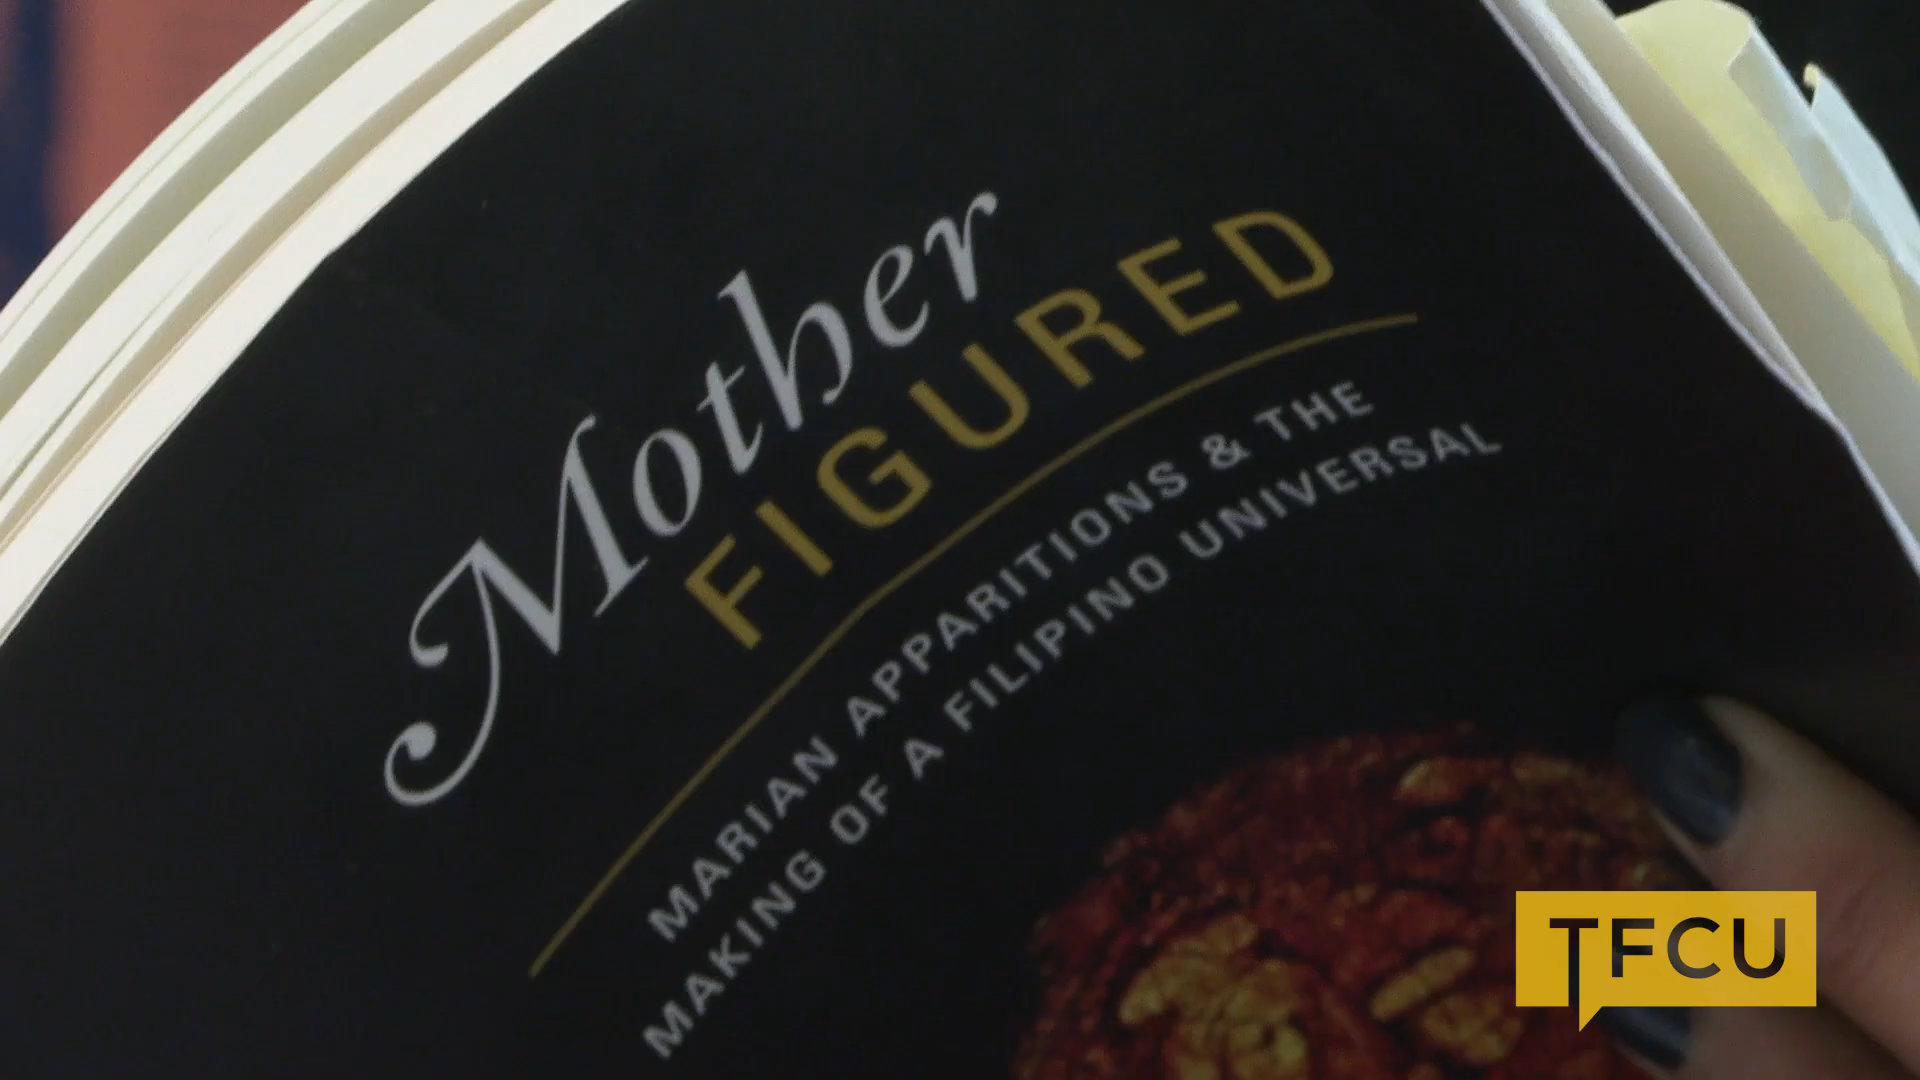 Mother
FIGURED
MARIAN APPARITIONS & THE
MAKING OF A FILIPINO UNIVERSAL
TFCU